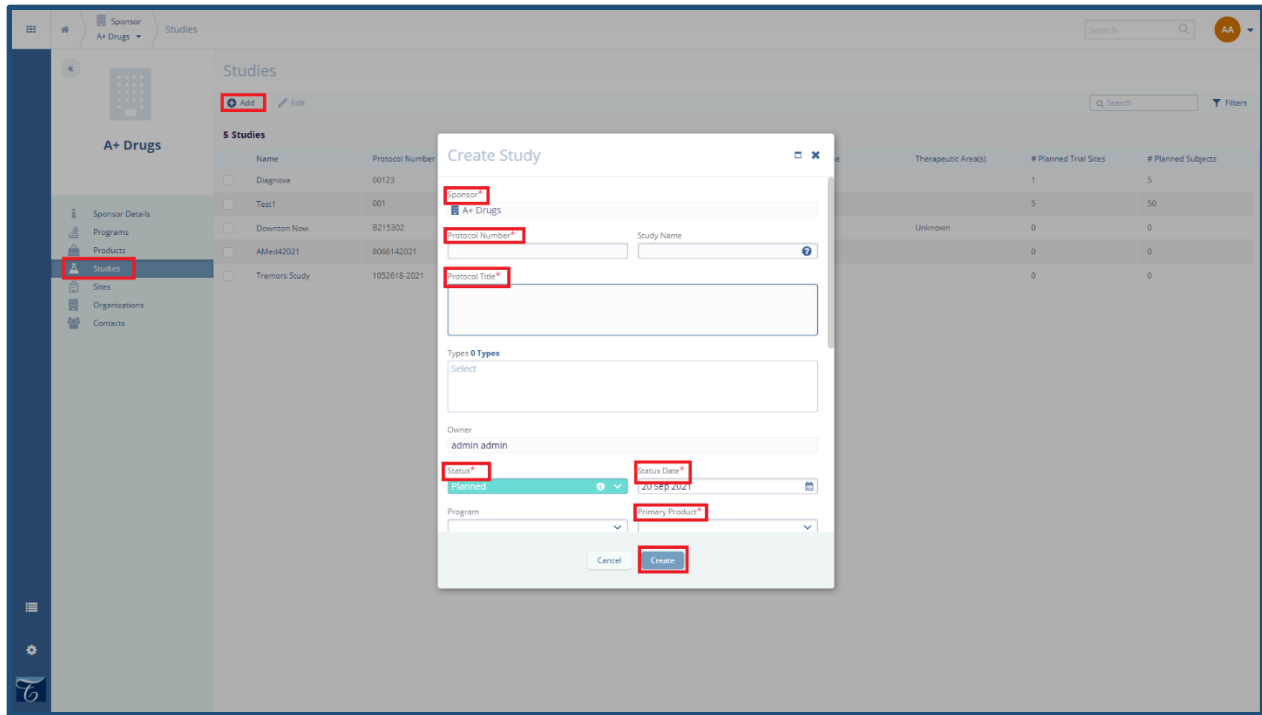 Sponsor
A+ Drugs
Studies
Search
AA
Studies
Add Edit
Search
Filters
A+ Drugs
5 Studies
Name Protocol Number Therapeutic Area(s) # Planned Trial Sites # Planned Subjects
Diagnova 00123 1 5
Test1 001 5 50
Downton Now B215302 Unknown 0 0
AMed42021 8066142021 0 0
Tremors Study 1052618-2021 0 0
Sponsor Details
Programs
Products
Studies
Sites
Organizations
Contacts
Create Study
Sponsor*
A+ Drugs
Protocol Number* Study Name
Protocol Title*
Types 0 Types
Select
Owner
admin admin
Status* Status Date*
Planned 20 Sep 2021
Program Primary Product*
Cancel Create